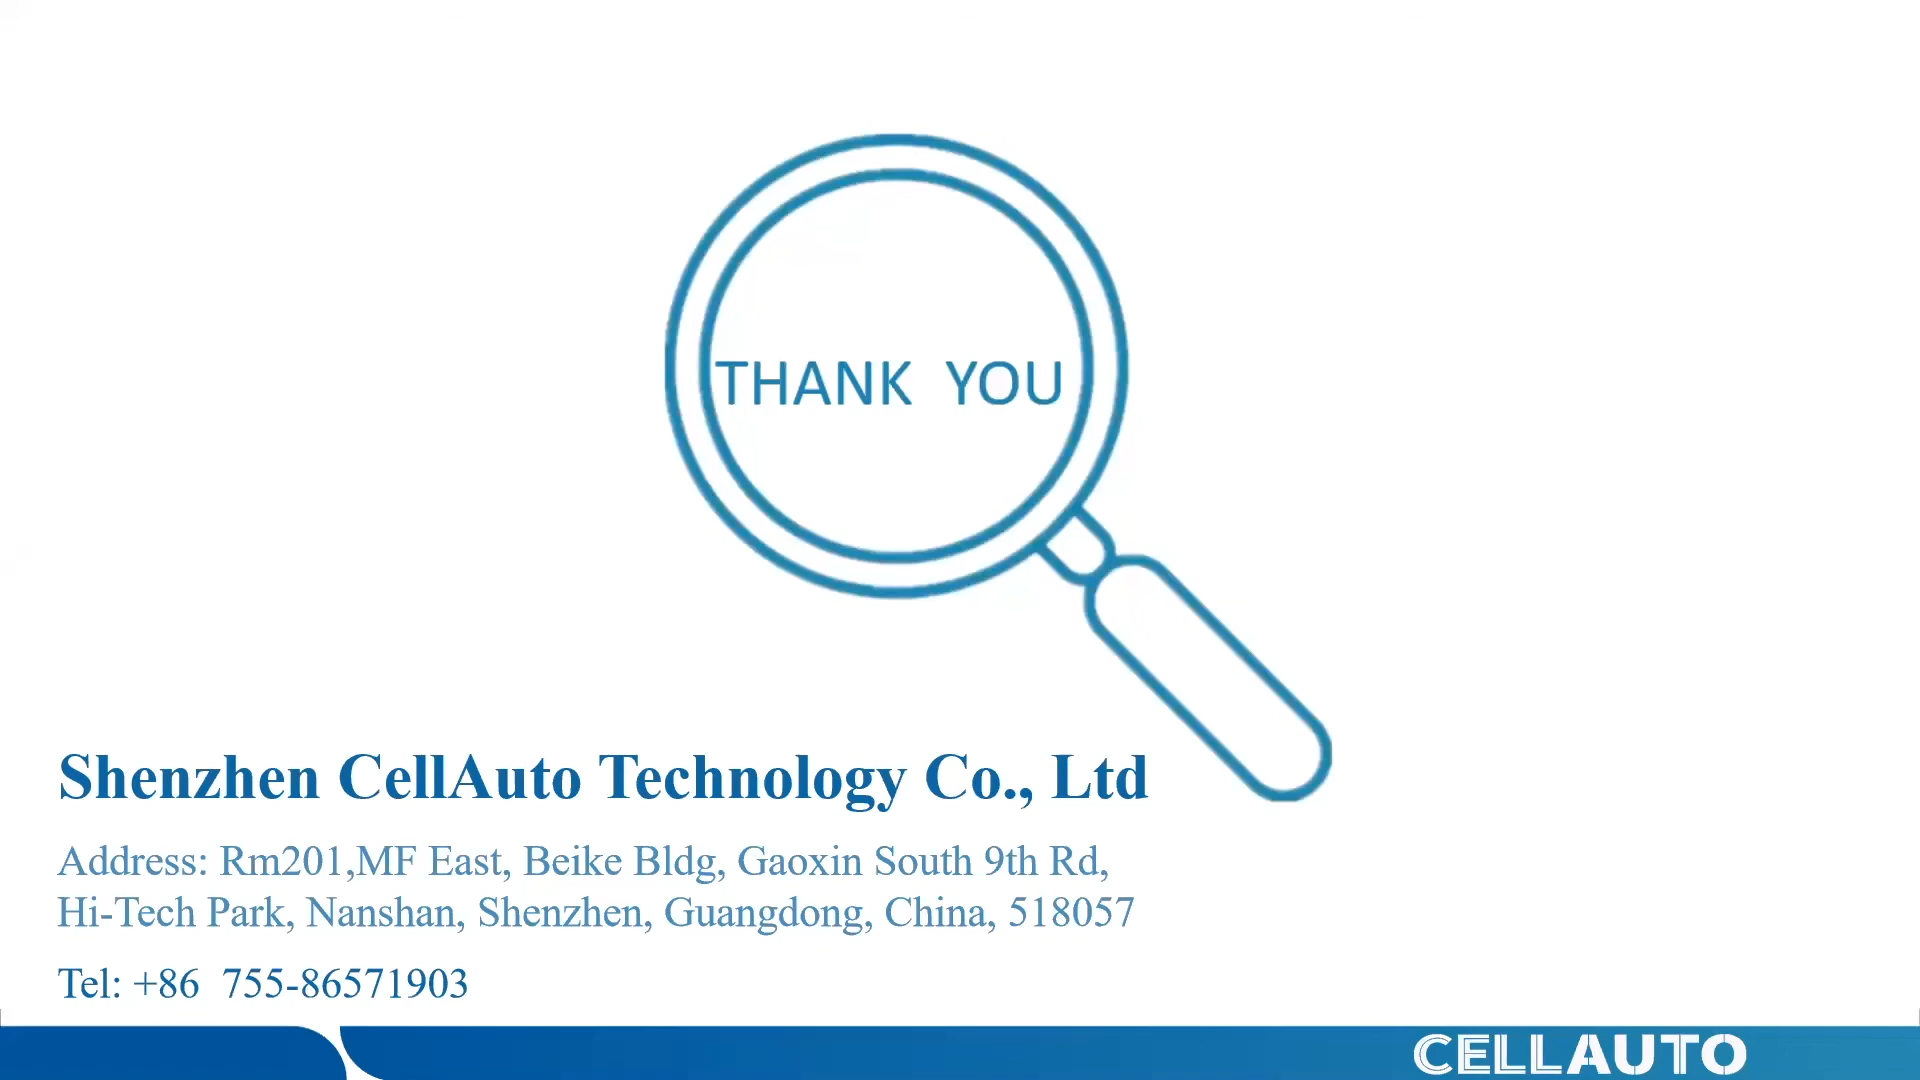 THANK YOU
Shenzhen CellAuto Technology Co., Ltd
Address: Rm201,MF East, Beike Bldg, Gaoxin South 9th Rd,
Hi-Tech Park, Nanshan, Shenzhen, Guangdong, China, 518057
Tel: +86  755-86571903
CELLAUTO